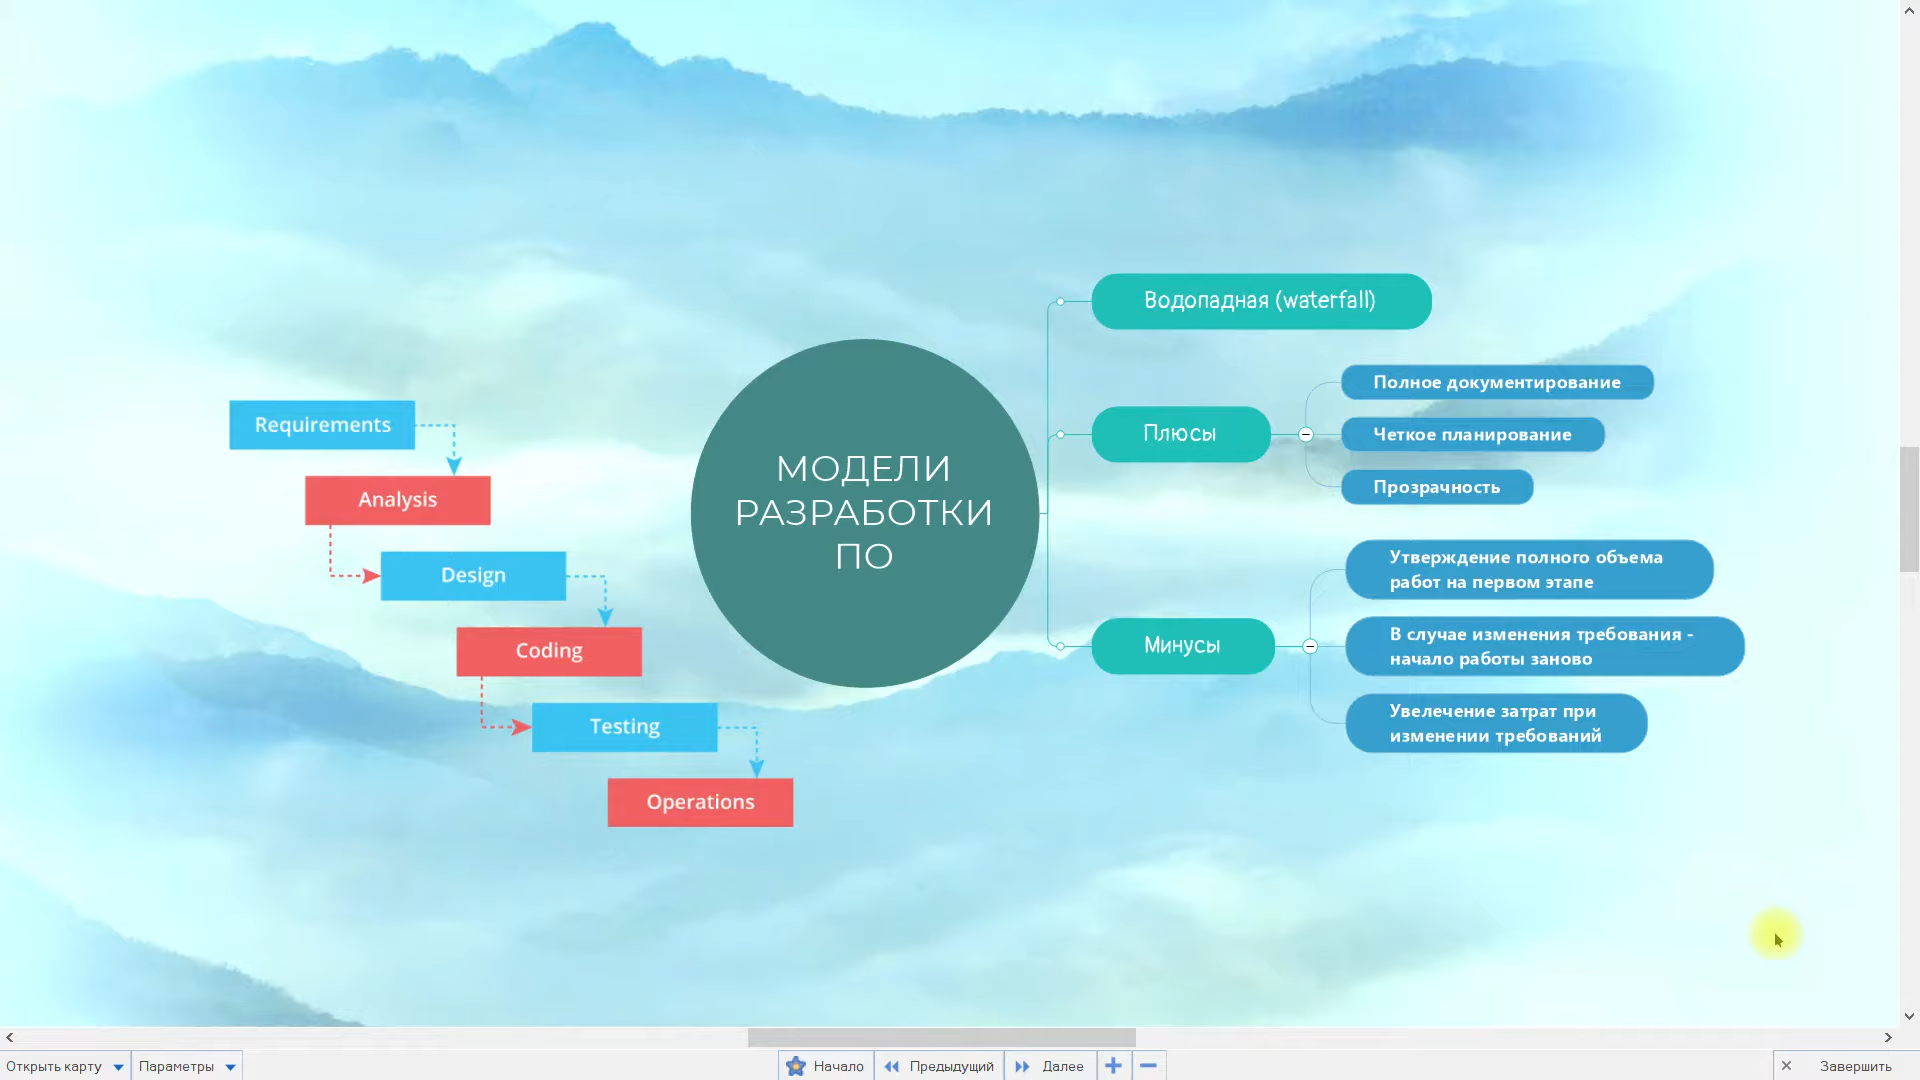 Requirements
Analysis
Design
Coding
Testing
Operations
МОДЕЛИ
РАЗРАБОТКИ
ПО
Водопадная (waterfall)
Плюсы
Полное документирование
Четкое планирование
Прозрачность
Минусы
Утверждение полного объема
работ на первом этапе
В случае изменения требования -
начало работы заново
Увелечение затрат при
изменении требований
Открыть карту
Параметры
Начало
Предыдущий
Далее
Завершить